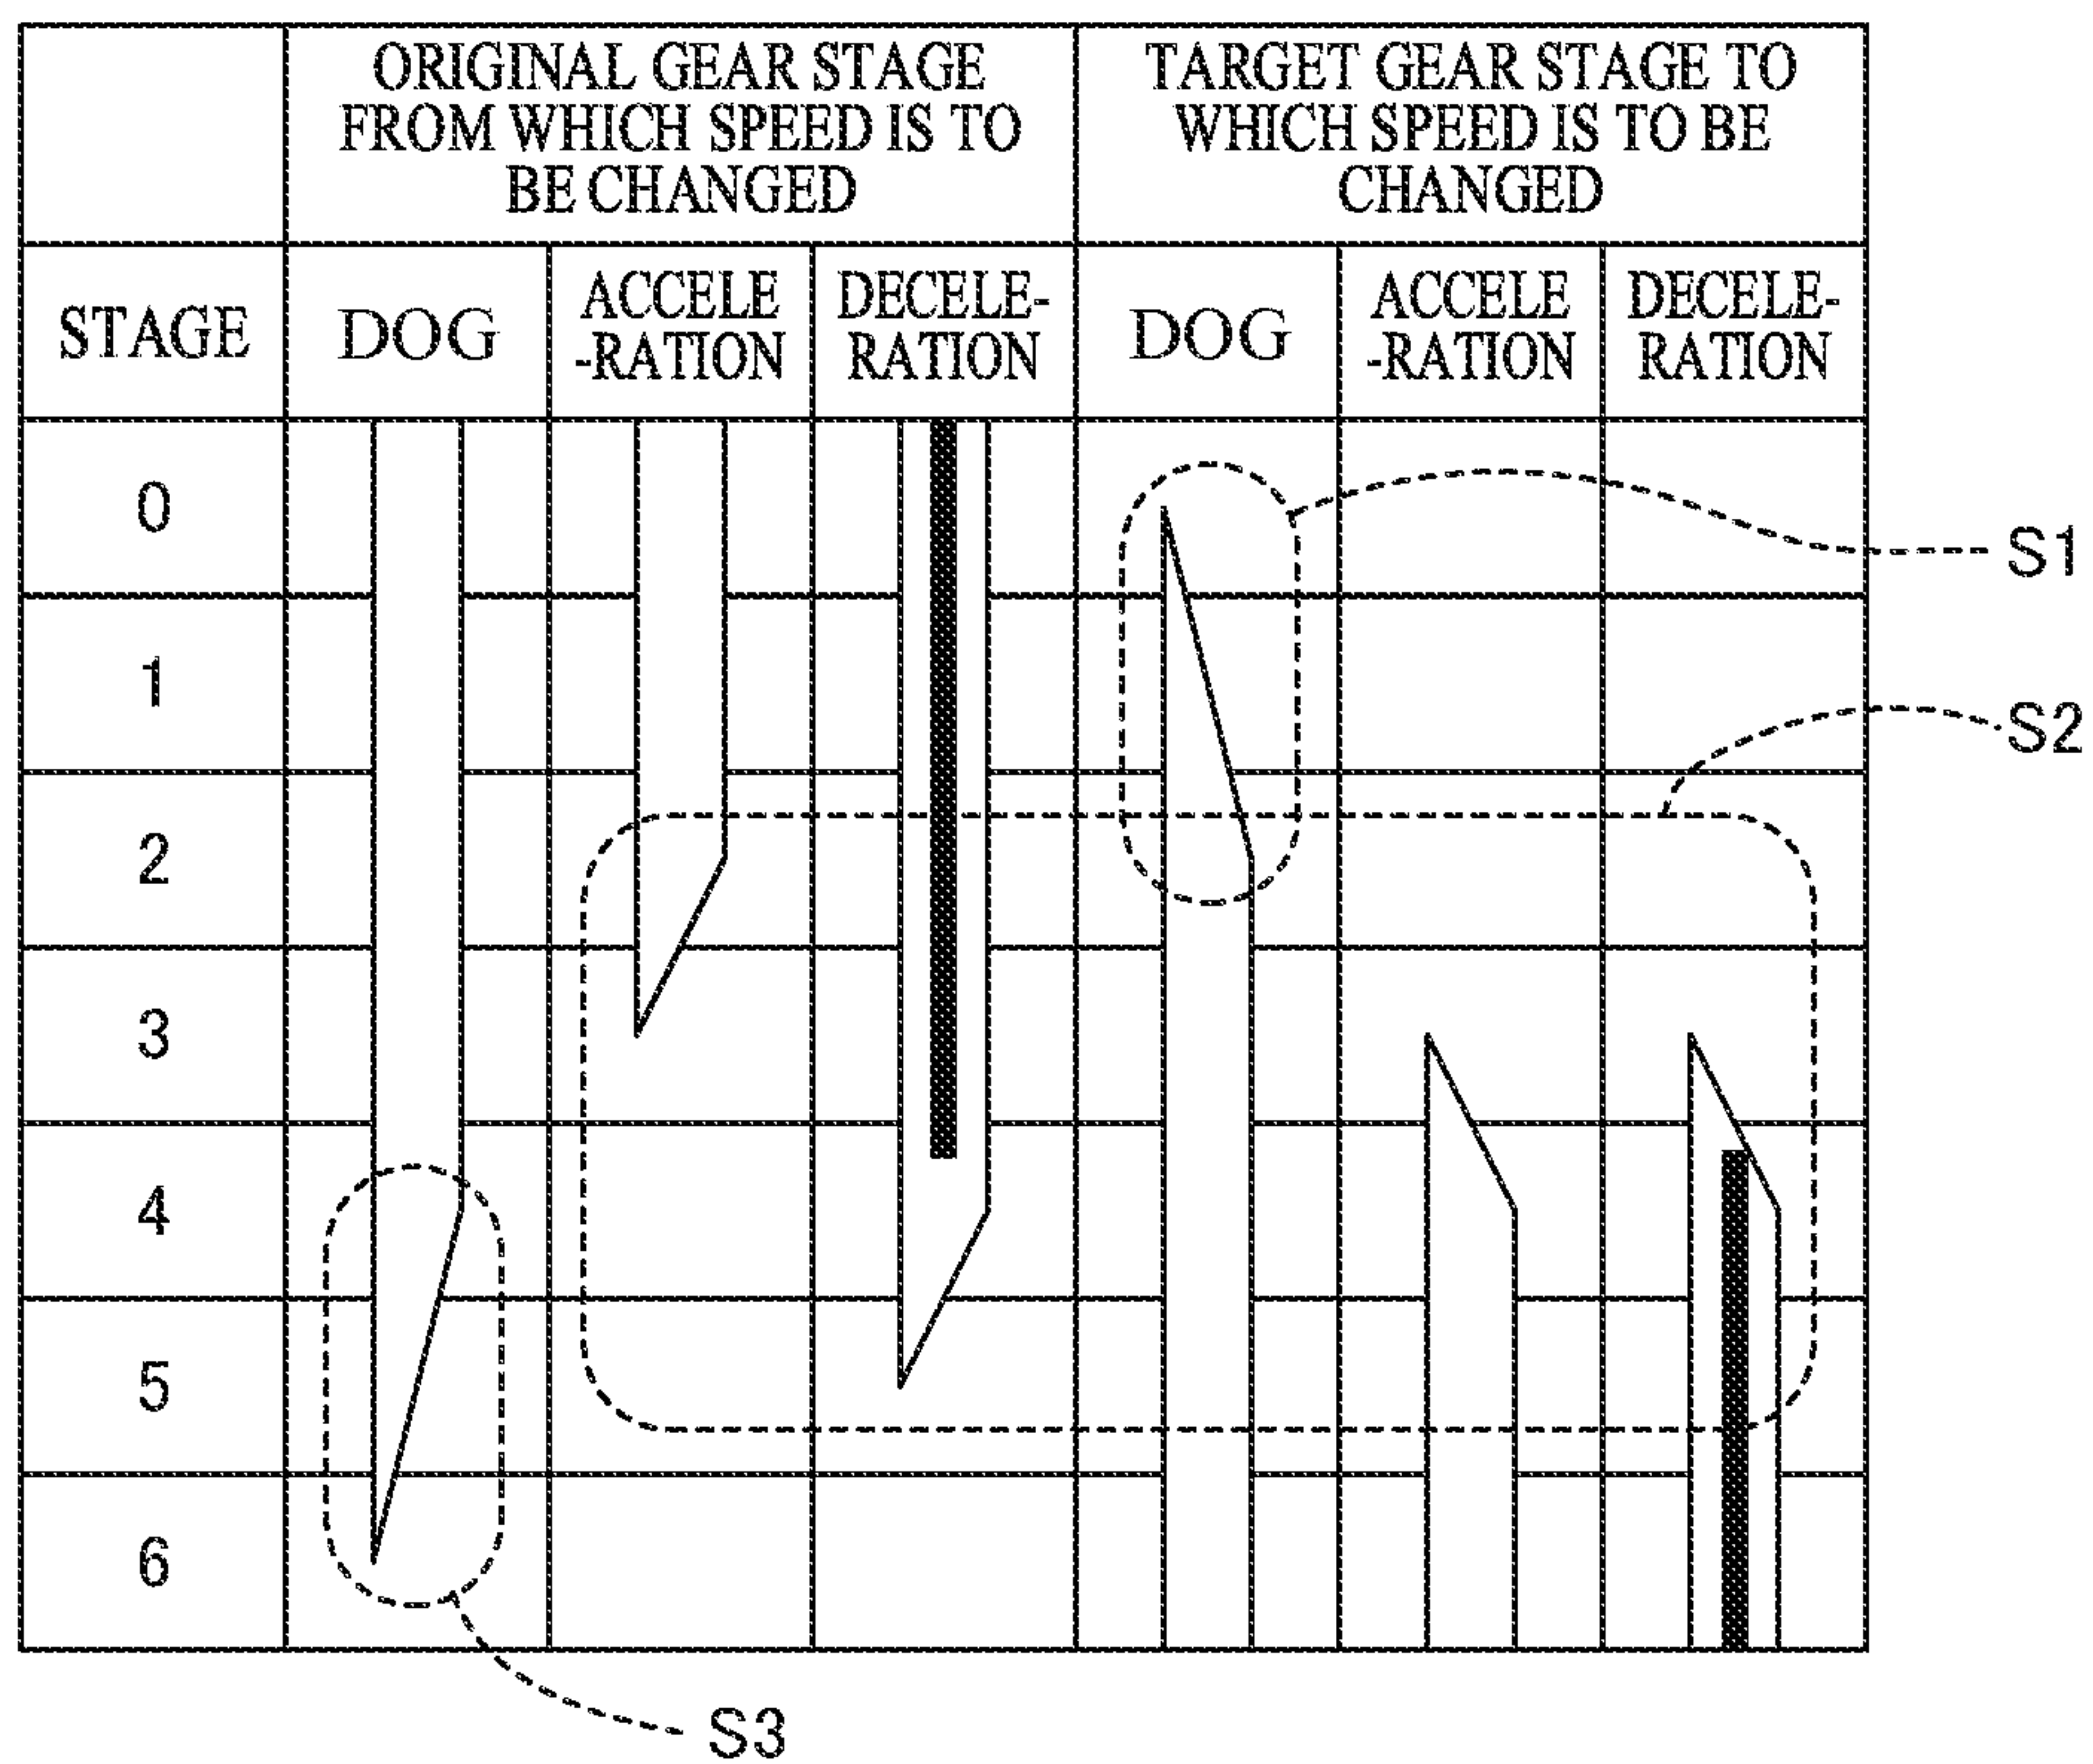 ORIGINAL GEAR STAGE
FROM WHICH SPEED IS TO
BE CHANGED
TARGET GEAR STAGE TO
WHICH SPEED IS TO BE
CHANGED
STAGE
DOG
ACCELE
-RATION
DECELE-
RATION
DOG
ACCELE
-RATION
DECELE-
RATION
0
S1
1
S2
2
3
4
5
6
S3